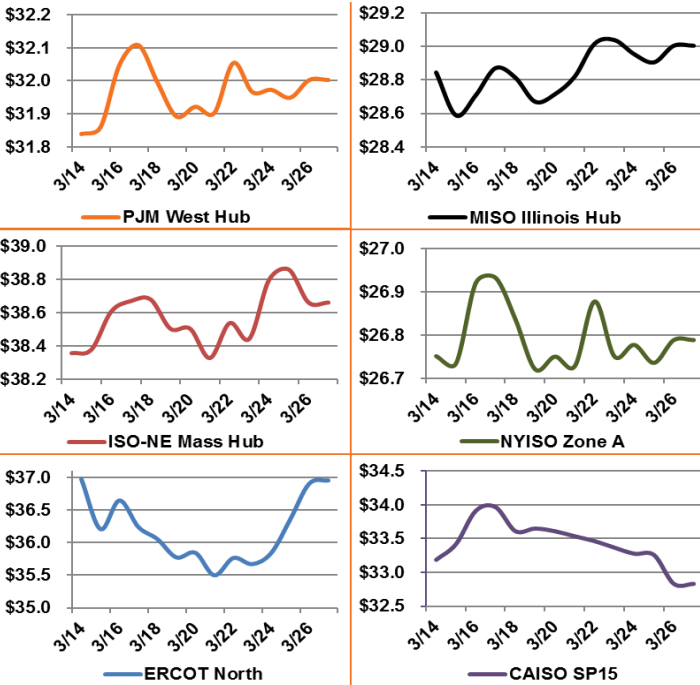 $32.2
$32.1
$32.0
$31.9
$31.8
3/14 3/16 3/18 3/20 3/22 3/24 3/26
PJM West Hub
$29.2
$29.0
$28.8
$28.6
$28.4
3/14 3/16 3/18 3/20 3/22 3/24 3/26
MISO Illinois Hub
$39.0
$38.8
$38.6
$38.4
$38.2
3/14 3/16 3/18 3/20 3/22 3/24 3/26
ISO-NE Mass Hub
$27.0
$26.9
$26.8
$26.7
3/14 3/16 3/18 3/20 3/22 3/24 3/26
NYISO Zone A
$37.0
$36.5
$36.0
$35.5
$35.0
3/14 3/16 3/18 3/20 3/22 3/24 3/26
ERCOT North
$34.5
$34.0
$33.5
$33.0
$32.5
3/14 3/16 3/18 3/20 3/22 3/24 3/26
CAISO SP15